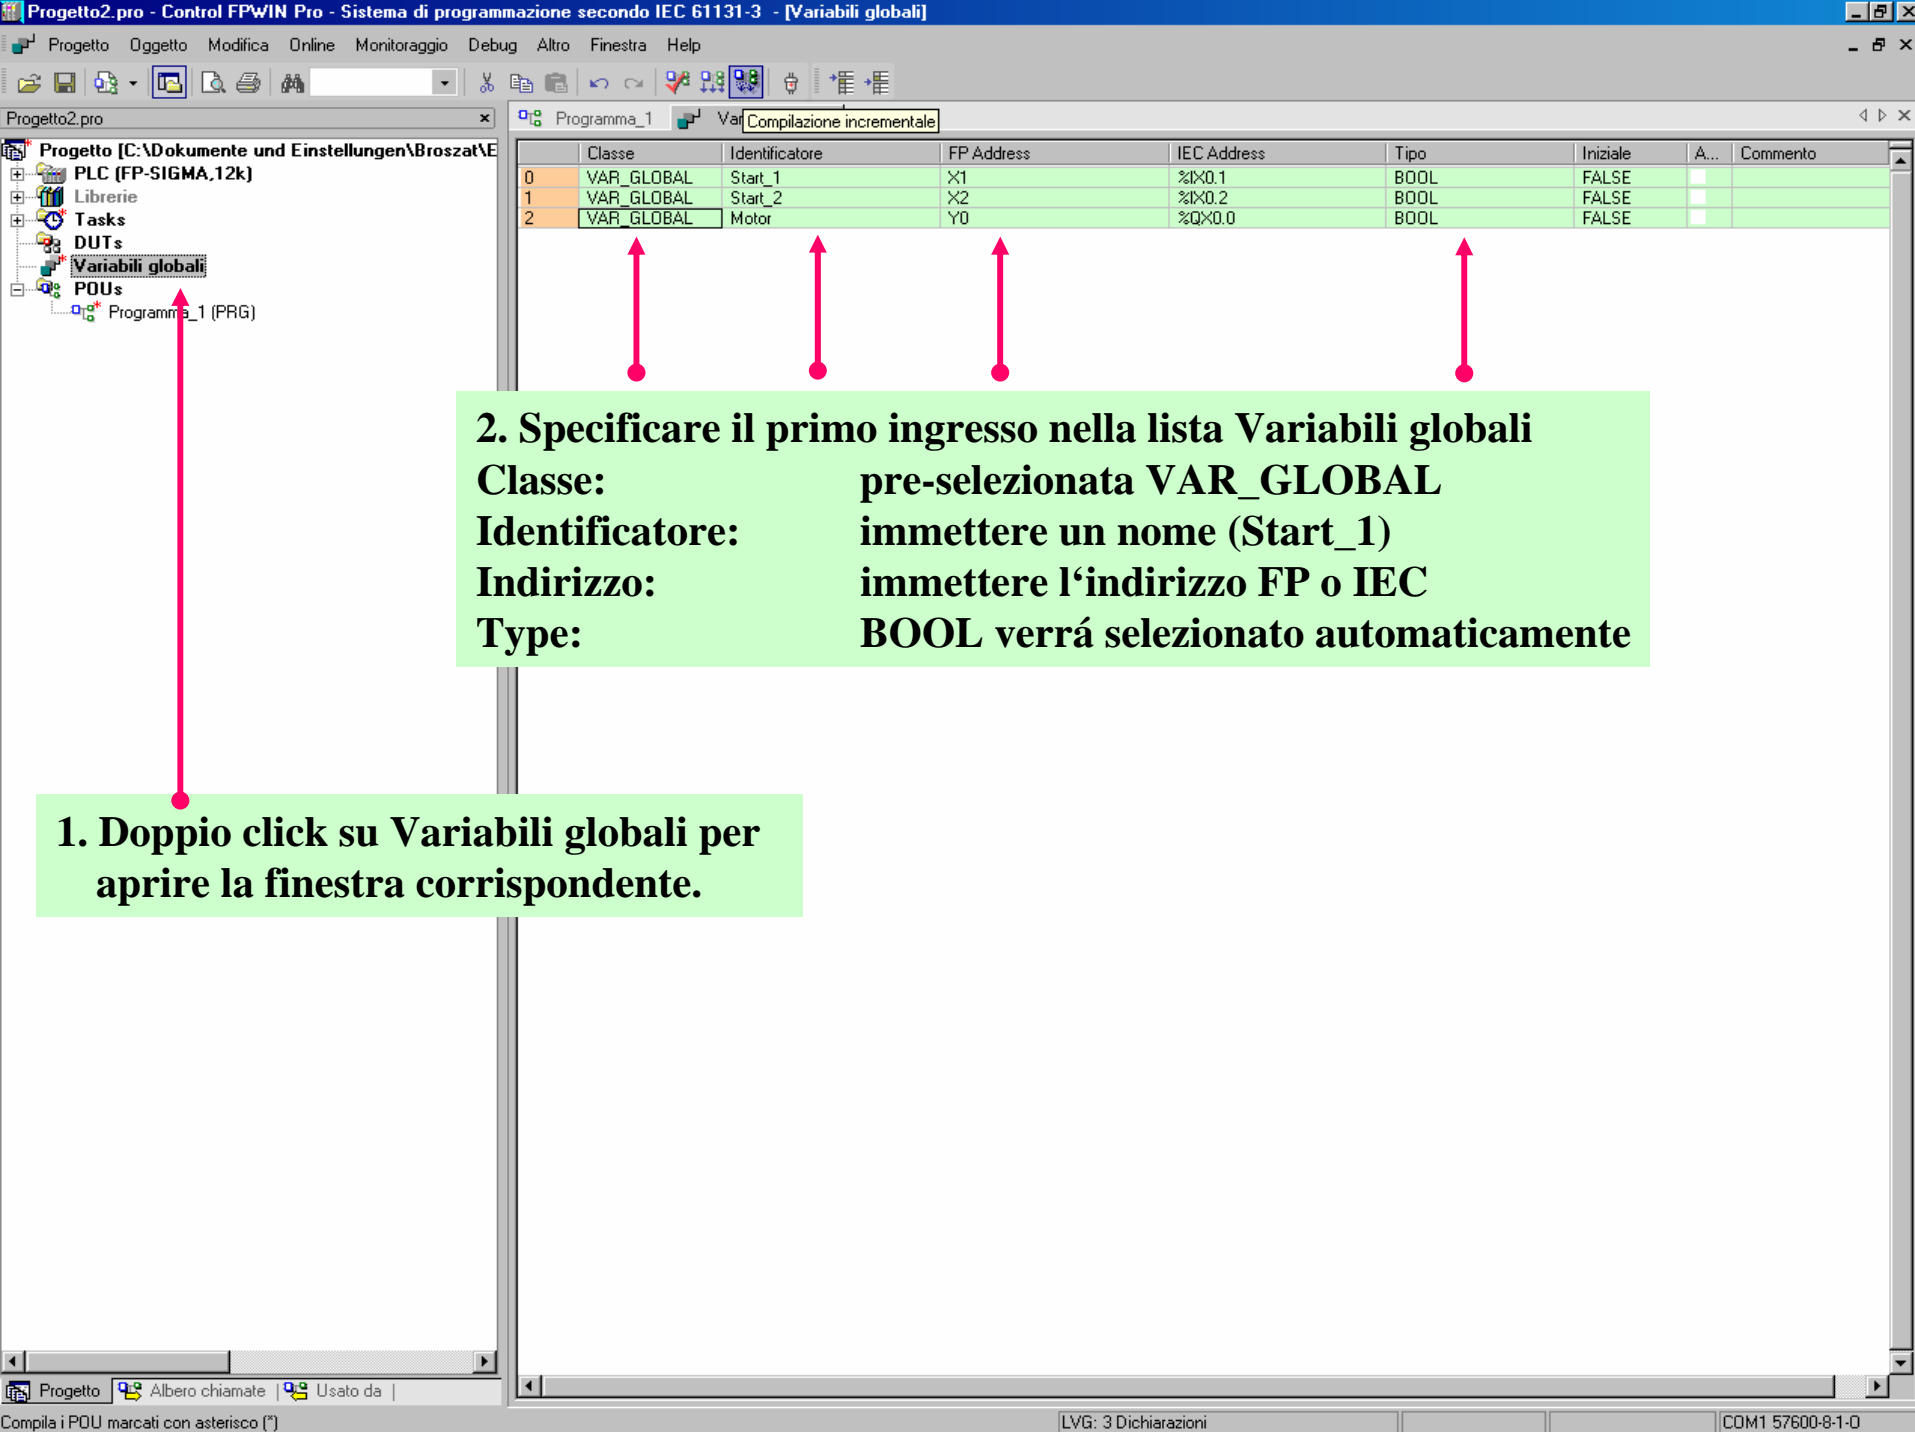 Progetto2.pro - Control FPWIN Pro - Sistema di programmazione secondo IEC 61131-3 - [Variabili globali]
Progetto Oggetto Modifica Online Monitoraggio Debug Altro Finestra Help
Progetto2.pro
Programma_1 Var
Compilazione incrementale
Progetto [C:\Dokumente und Einstellungen\Broszat\E
PLC (FP-SIGMA,12k)
Librerie
Tasks
DUTs
Variabili globali
POUs
Programma_1 (PRG)
Classe Identificatore FP Address IEC Address Tipo Iniziale A... Commento
0 VAR_GLOBAL Start_1 X1 %IX0.1 BOOL FALSE
1 VAR_GLOBAL Start_2 X2 %IX0.2 BOOL FALSE
2 VAR_GLOBAL Motor Y0 %QX0.0 BOOL FALSE
2. Specificare il primo ingresso nella lista Variabili globali
Classe: pre-selezionata VAR_GLOBAL
Identificatore: immettere un nome (Start_1)
Indirizzo: immettere l‘indirizzo FP o IEC
Type: BOOL verrá selezionato automaticamente
1. Doppio click su Variabili globali per
aprire la finestra corrispondente.
Progetto Albero chiamate Usato da
Compila i POU marcati con asterisco (*) LVG: 3 Dichiarazioni COM1 57600-8-1-O